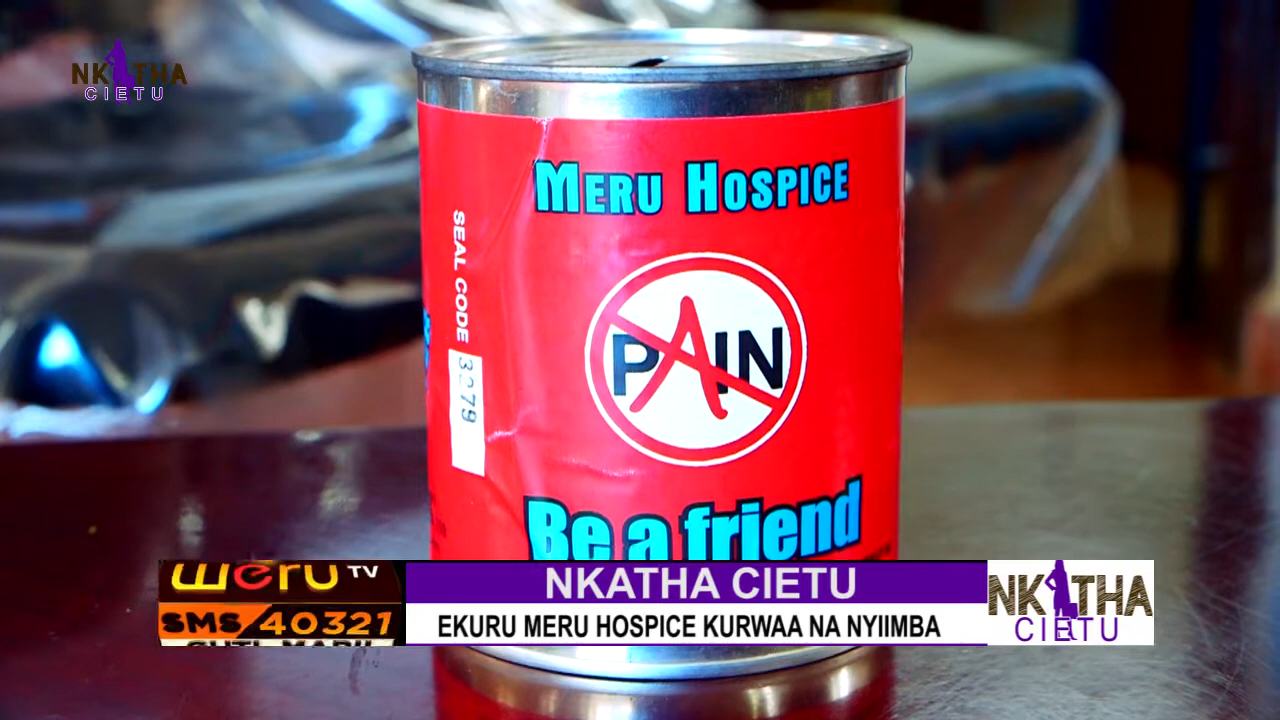 NKATHA
CIETU
MERU HOSPICE
SEAL CODE 3279
PAIN
Be a friend
weru TV
SMS 40321
NKATHA CIETU
EKURU MERU HOSPICE KURWAA NA NYIIMBA
NKATHA
CIETU